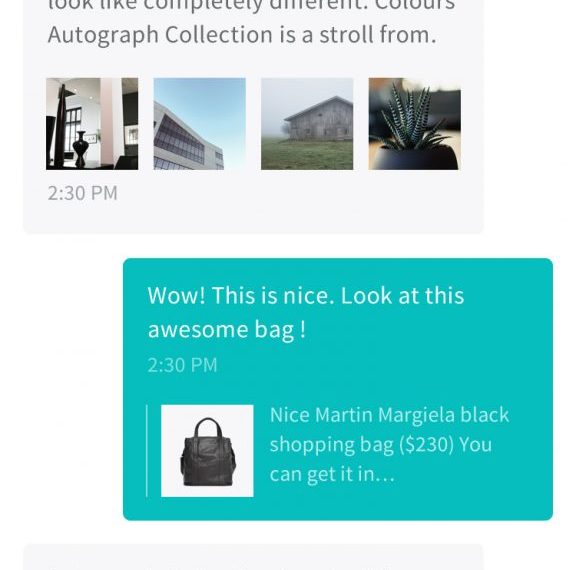 look like completely different. Colours
Autograph Collection is a stroll from.
2:30 PM
Wow! This is nice. Look at this
awesome bag !
2:30 PM
Nice Martin Margiela black
shopping bag ($230) You
can get it in...